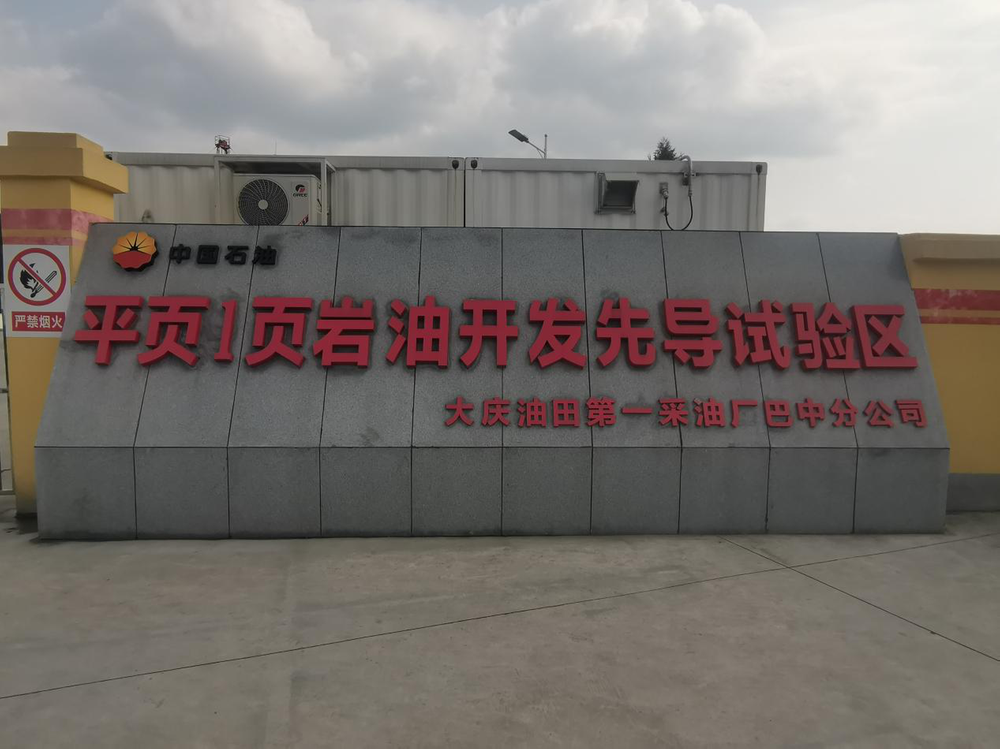 中国石油
平页1页岩油开发先导试验区
大庆油田第一采油厂巴中分公司
严禁烟火
GREE